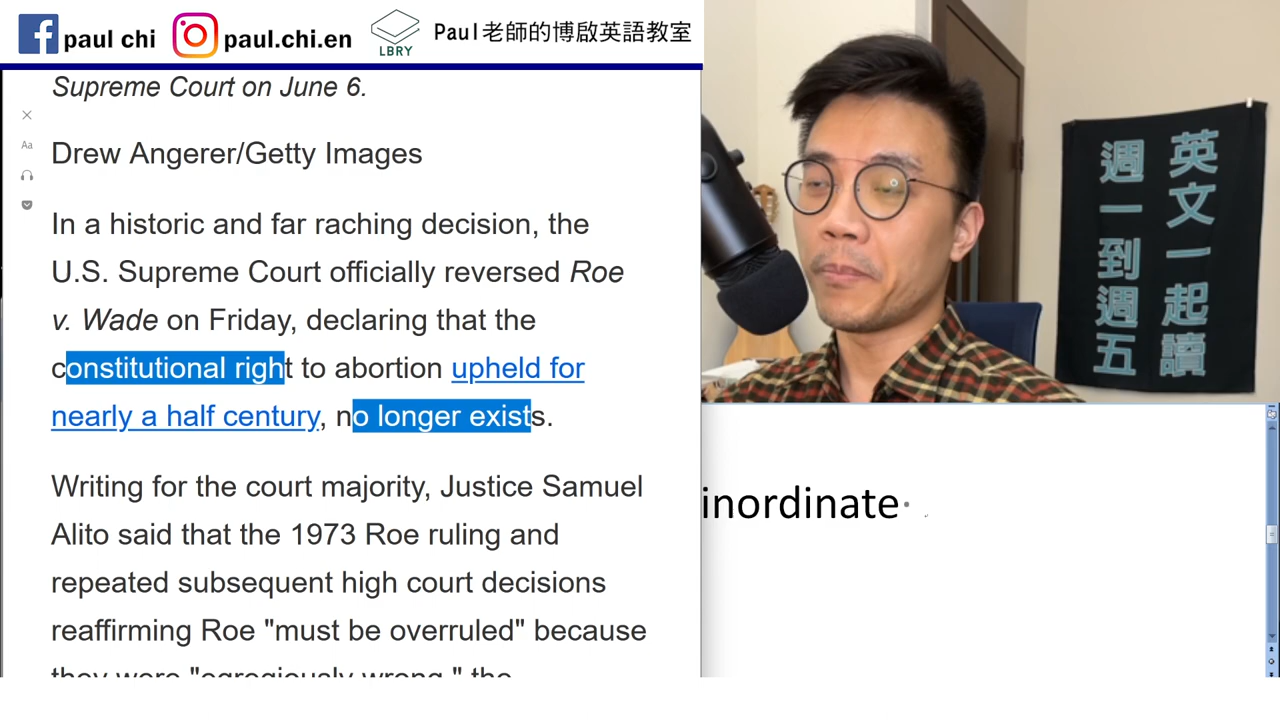 paul chi
paul.chi.en
LBRY
Paul老師的博啟英語教室
Supreme Court on June 6.
Aa
Drew Angerer/Getty Images
In a historic and far raching decision, the
U.S. Supreme Court officially reversed Roe
v. Wade on Friday, declaring that the
constitutional right to abortion upheld for
nearly a half century, no longer exists.
Writing for the court majority, Justice Samuel
Alito said that the 1973 Roe ruling and
repeated subsequent high court decisions
reaffirming Roe "must be overruled" because
they were "egregiously wrong," the
英文一起讀
週一到週五
inordinate